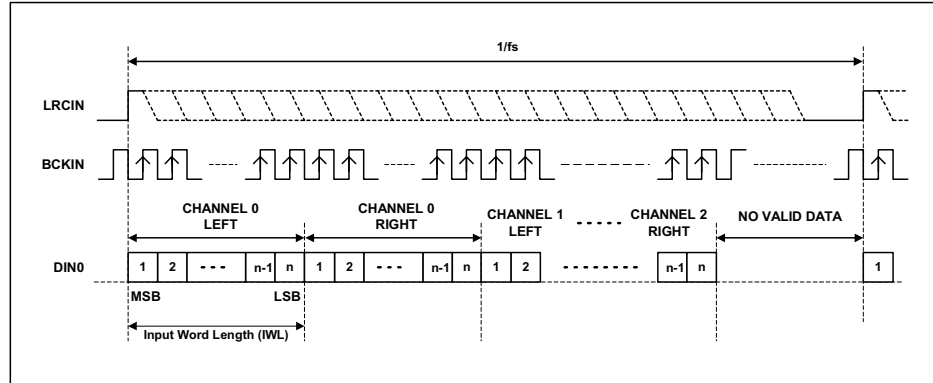 1/fs
LRCIN
BCKIN
CHANNEL 0
LEFT
CHANNEL 0
RIGHT
CHANNEL 1
LEFT
CHANNEL 2
RIGHT
NO VALID DATA
DIN0
1 2 n-1 n 1 2 n-1 n 1 2 n-1 n 1
MSB LSB
Input Word Length (IWL)